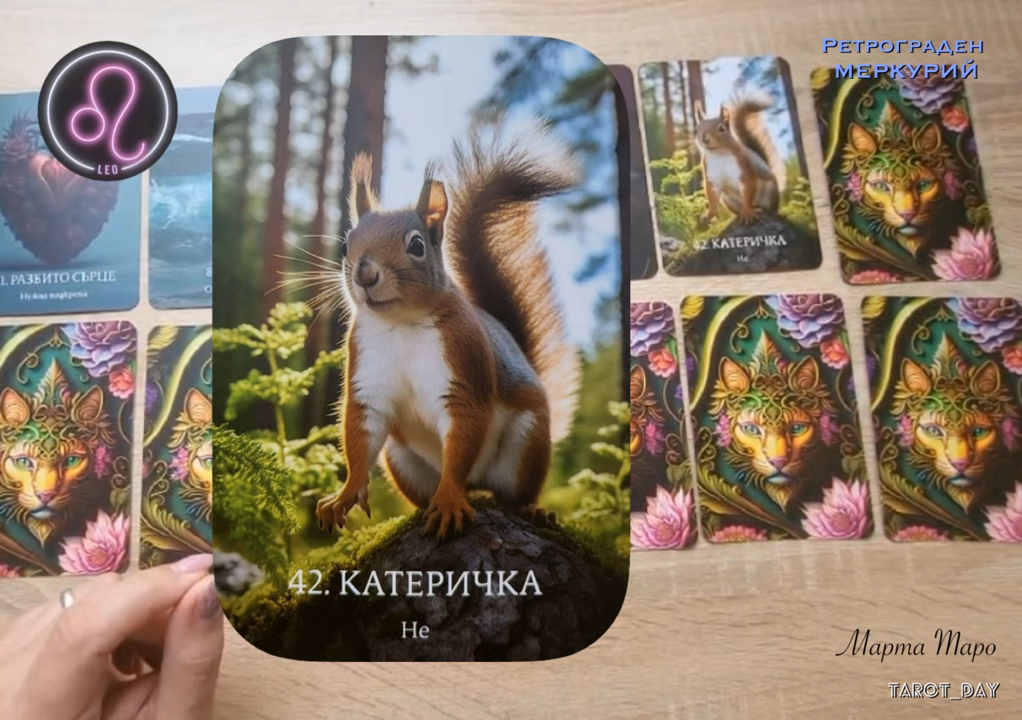 LEO
Ретрограден
МЕРКУРИЙ
1. РАЗБИТО СЪРЦЕ
Нужна подкрепа
42. КАТЕРИЧКА
Не
42. КАТЕРИЧКА
Не
Марта Таро
TAROT_DAY